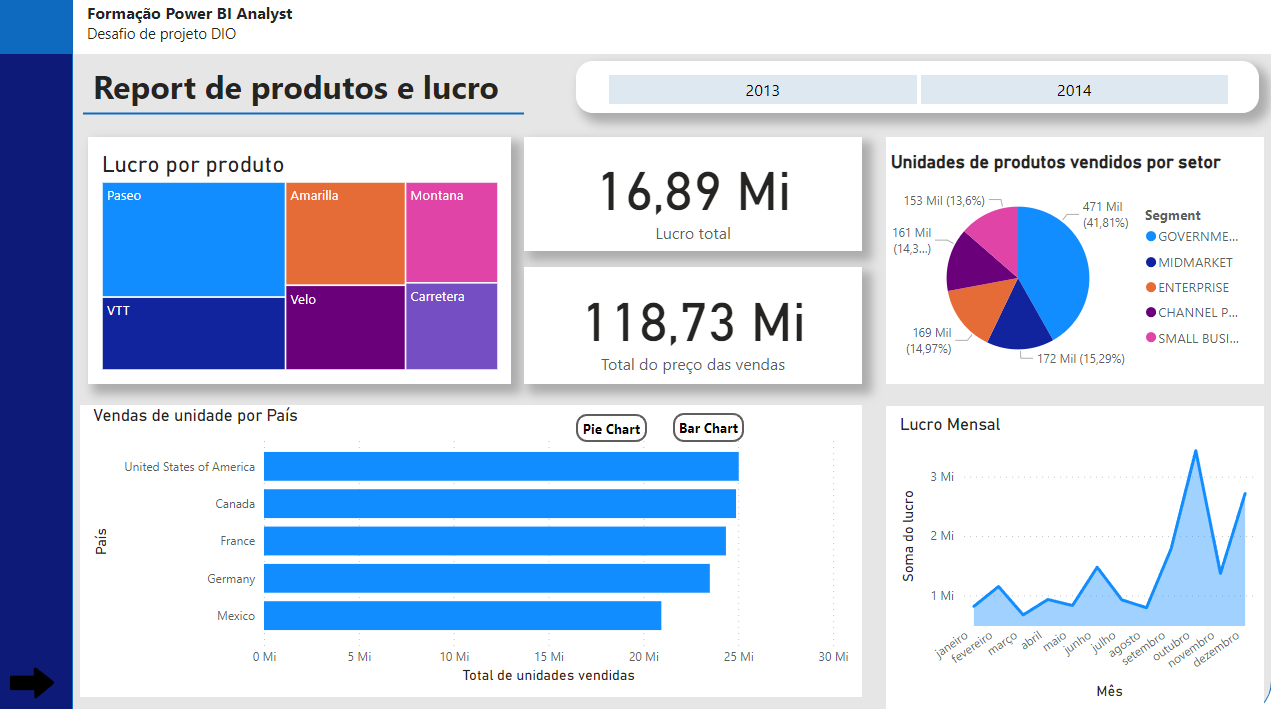 Formação Power BI Analyst
Desafio de projeto DIO
Report de produtos e lucro
2013
2014
Lucro por produto
Paseo
Amarilla
Montana
VTT
Velo
Carretera
16,89 Mi
Lucro total
118,73 Mi
Total do preço das vendas
Unidades de produtos vendidos por setor
153 Mil (13,6%)
471 Mil
(41,81%)
161 Mil
(14,3...)
169 Mil
(14,97%)
172 Mil (15,29%)
Segment
GOVERNME...
MIDMARKET
ENTERPRISE
CHANNEL P...
SMALL BUSI...
Vendas de unidade por País
Pie Chart
Bar Chart
País
United States of America
Canada
France
Germany
Mexico
0 Mi
5 Mi
10 Mi
15 Mi
20 Mi
25 Mi
30 Mi
Total de unidades vendidas
Lucro Mensal
Soma do lucro
3 Mi
2 Mi
1 Mi
janeiro
fevereiro
março
abril
maio
junho
julho
agosto
setembro
outubro
novembro
dezembro
Mês